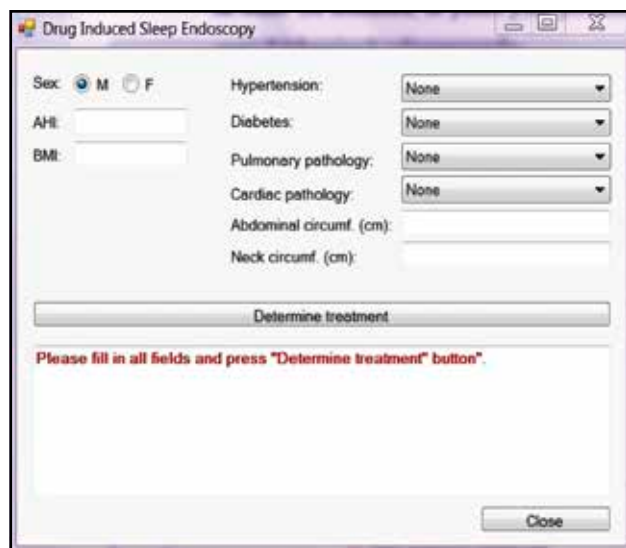 Drug Induced Sleep Endoscopy
Sex: M F
AHI:
BMI:
Hypertension: None
Diabetes: None
Pulmonary pathology: None
Cardiac pathology: None
Abdominal circumf. (cm):
Neck circumf. (cm):
Determine treatment
Please fill in all fields and press "Determine treatment" button".
Close